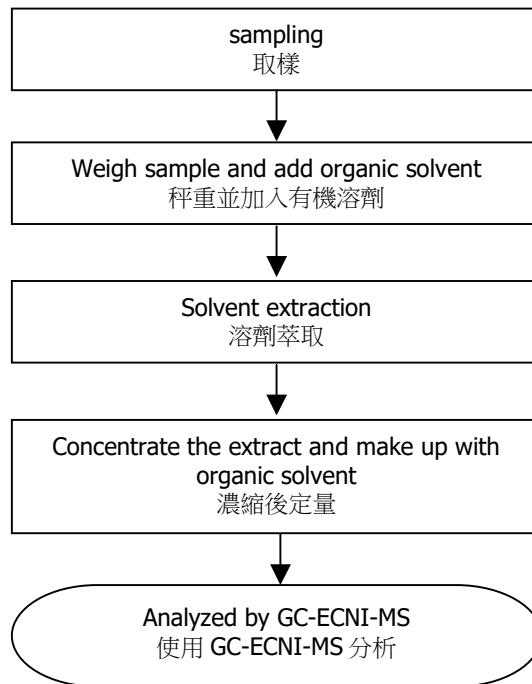 sampling
取樣
Weigh sample and add organic solvent
秤重並加入有機溶劑
Solvent extraction
溶劑萃取
Concentrate the extract and make up with
organic solvent
濃縮後定量
Analyzed by GC-ECNI-MS
使用 GC-ECNI-MS 分析